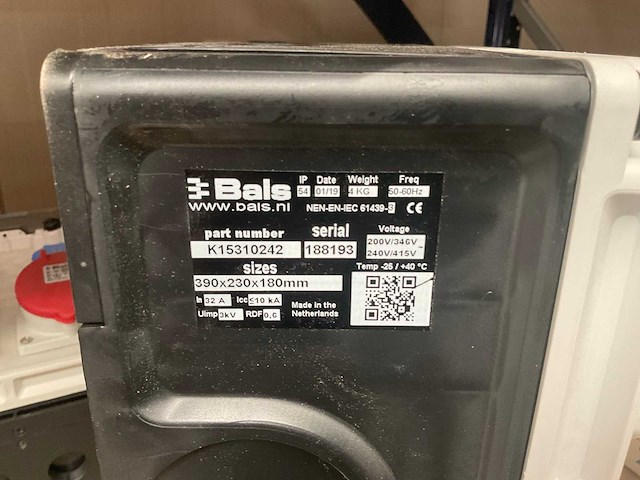 Bals
IP Date Weight Freq
54 01/19 4 KG 50-60Hz
www.bals.nl NEN-EN-IEC 61439-3 CE
part number serial Voltage
K15310242 188193 200V/346V~
240V/415V
sizes Temp -25 / +40 °C
390x230x180mm
In 32 A Icc ≤10 kA Made in the
Netherlands
Uimp 3kV RDF 0,6